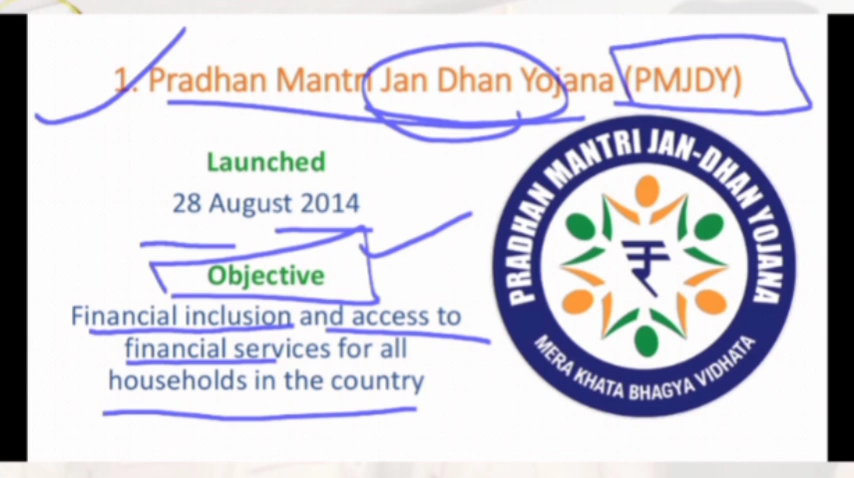 1. Pradhan Mantri Jan Dhan Yojana (PMJDY)
Launched
28 August 2014
Objective
Financial inclusion and access to
financial services for all
households in the country
PRADHAN MANTRI JAN-DHAN YOJANA
MERA KHATA BHAGYA VIDHATA